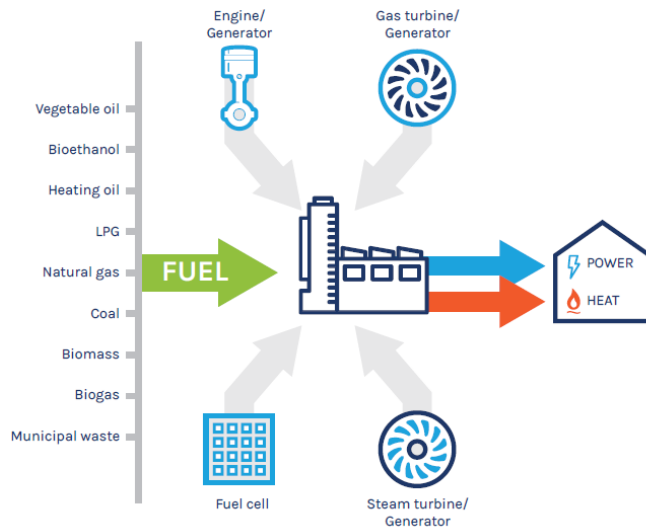 Engine/
Generator
Gas turbine/
Generator
Vegetable oil
Bioethanol
Heating oil
LPG
Natural gas
Coal
Biomass
Biogas
Municipal waste
FUEL
POWER
HEAT
Fuel cell
Steam turbine/
Generator